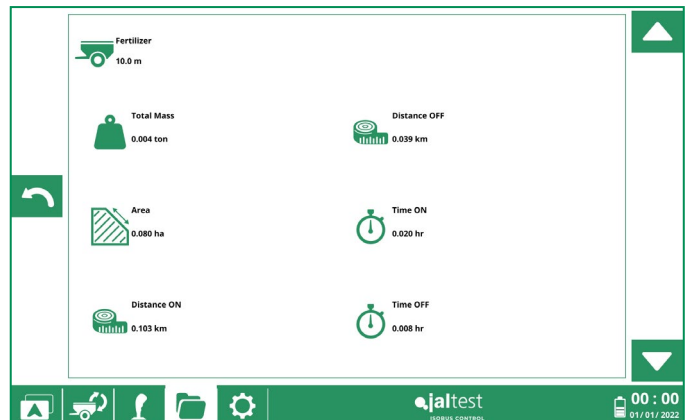 Fertilizer
10.0 m
Total Mass
0.004 ton
Distance OFF
0.039 km
Area
0.080 ha
Time ON
0.020 hr
Distance ON
0.103 km
Time OFF
0.008 hr
jaltest
ISOBUS CONTROL
00 : 00
01/01/2022